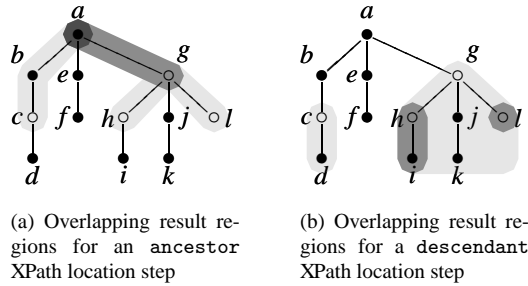 a
b e g
c f h j l
d i k
a
b e g
c f h j l
d i k
(a) Overlapping result re-
gions for an ancestor
XPath location step
(b) Overlapping result re-
gions for a descendant
XPath location step